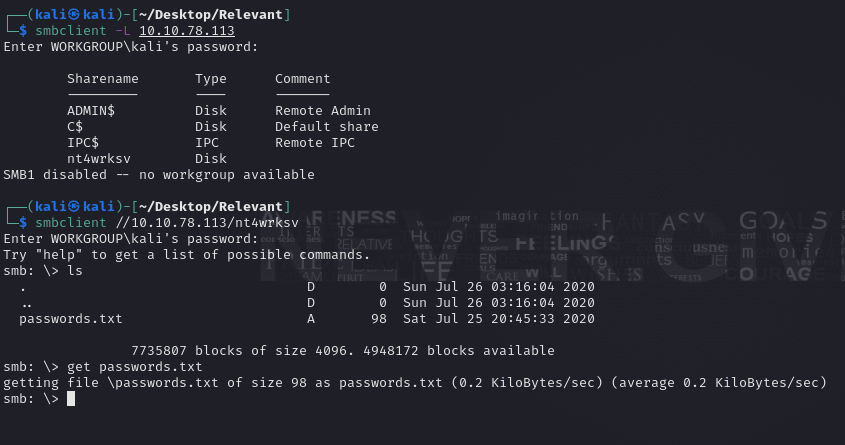 ┌──(kali㉿kali)-[~/Desktop/Relevant]
└─$ smbclient -L 10.10.78.113
Enter WORKGROUP\kali's password:
Sharename Type Comment
--------- ---- -------
ADMIN$ Disk Remote Admin
C$ Disk Default share
IPC$ IPC Remote IPC
nt4wrksv Disk
SMB1 disabled -- no workgroup available
┌──(kali㉿kali)-[~/Desktop/Relevant]
└─$ smbclient //10.10.78.113/nt4wrksv
Enter WORKGROUP\kali's password:
Try "help" to get a list of possible commands.
smb: \> ls
. D 0 Sun Jul 26 03:16:04 2020
.. D 0 Sun Jul 26 03:16:04 2020
passwords.txt A 98 Sat Jul 25 20:45:33 2020
7735807 blocks of size 4096. 4948172 blocks available
smb: \> get passwords.txt
getting file \passwords.txt of size 98 as passwords.txt (0.2 KiloBytes/sec) (average 0.2 KiloBytes/sec)
smb: \>